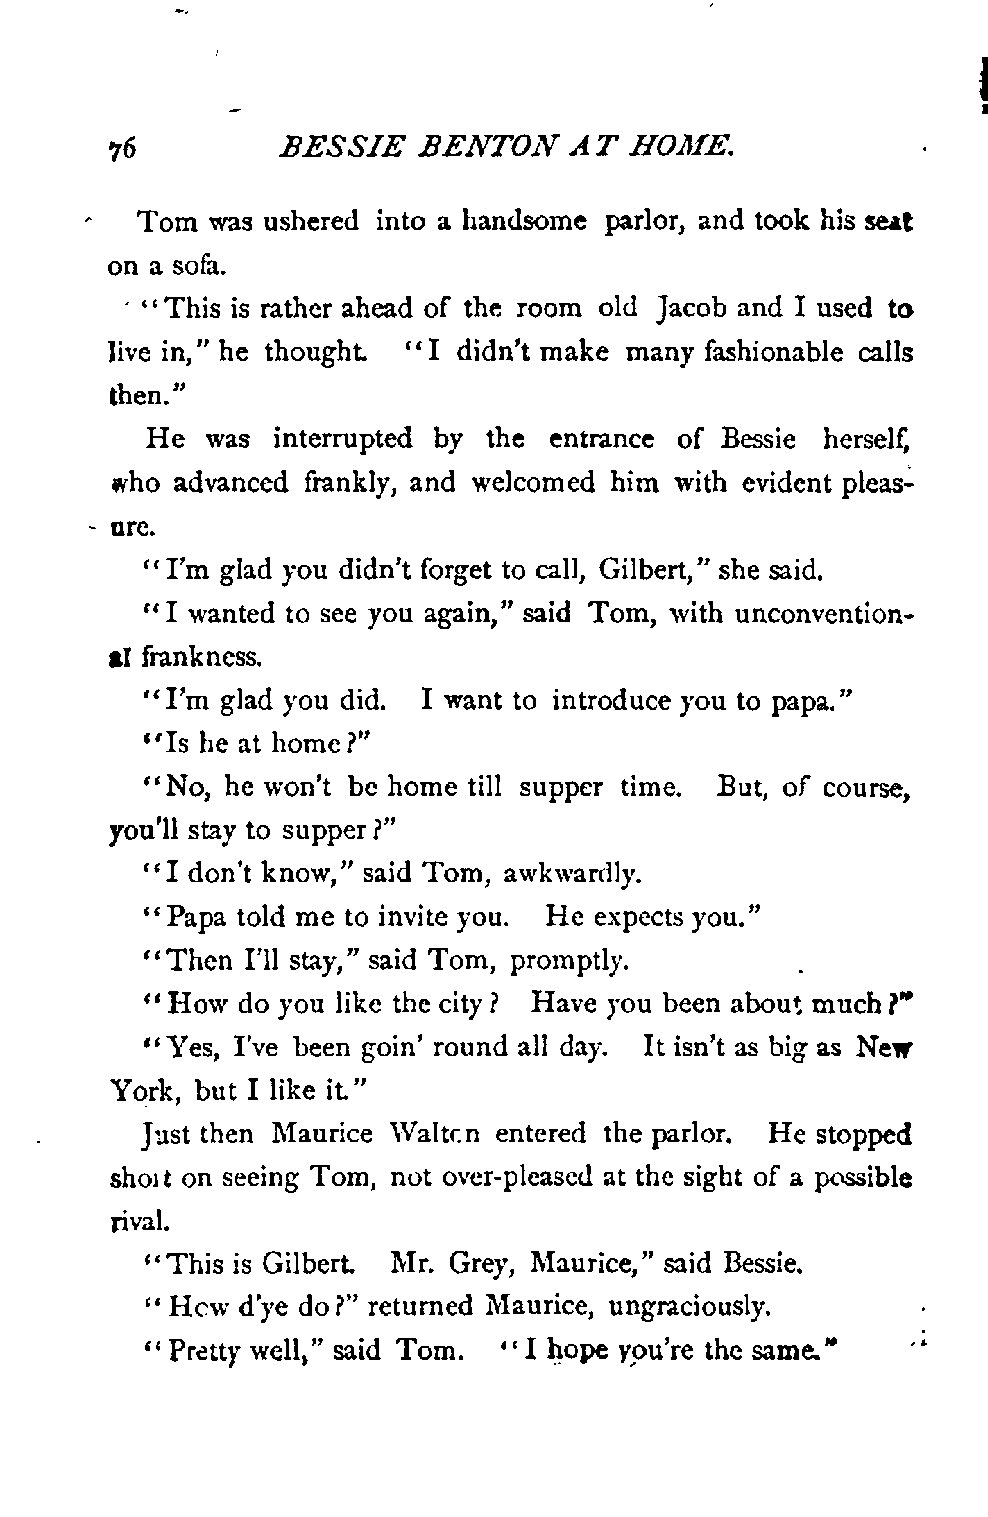 76 BESSIE BENTON AT HOME.
Tom was ushered into a handsome parlor, and took his seat
on a sofa.
"This is rather ahead of the room old Jacob and I used to
live in," he thought. "I didn't make many fashionable calls
then."
He was interrupted by the entrance of Bessie herself,
who advanced frankly, and welcomed him with evident pleas-
ure.
"I'm glad you didn't forget to call, Gilbert," she said.
"I wanted to see you again," said Tom, with unconvention-
al frankness.
"I'm glad you did. I want to introduce you to papa."
"Is he at home?"
"No, he won't be home till supper time. But, of course,
you'll stay to supper?"
"I don't know," said Tom, awkwardly.
"Papa told me to invite you. He expects you."
"Then I'll stay," said Tom, promptly.
"How do you like the city? Have you been about much?"
"Yes, I've been goin' round all day. It isn't as big as New
York, but I like it."
Just then Maurice Walton entered the parlor. He stopped
short on seeing Tom, not over-pleased at the sight of a possible
rival.
"This is Gilbert. Mr. Grey, Maurice," said Bessie.
"How d'ye do?" returned Maurice, ungraciously.
"Pretty well," said Tom. "I hope you're the same."